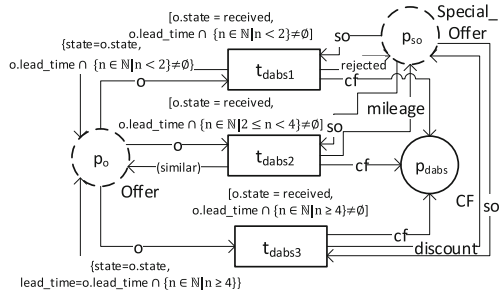 [o.state = received,
o.lead_time ∩ {n ∈ ℕ|n < 2}≠∅]
Special_
Offer
{state=o.state,
o.lead_time ∩ {n ∈ ℕ|n < 2}≠∅}
so
p_so
t_dabs1
rejected
o
cf
[o.state = received,
o.lead_time ∩ {n ∈ ℕ|2 ≤ n < 4}≠∅]
mileage
so
o
p_o
(similar)
t_dabs2
cf
p_dabs
Offer
[o.state = received,
o.lead_time ∩ {n ∈ ℕ|n ≥ 4}≠∅]
CF
so
cf
o
t_dabs3
discount
{state=o.state,
lead_time=o.lead_time ∩ {n ∈ ℕ|n ≥ 4}}